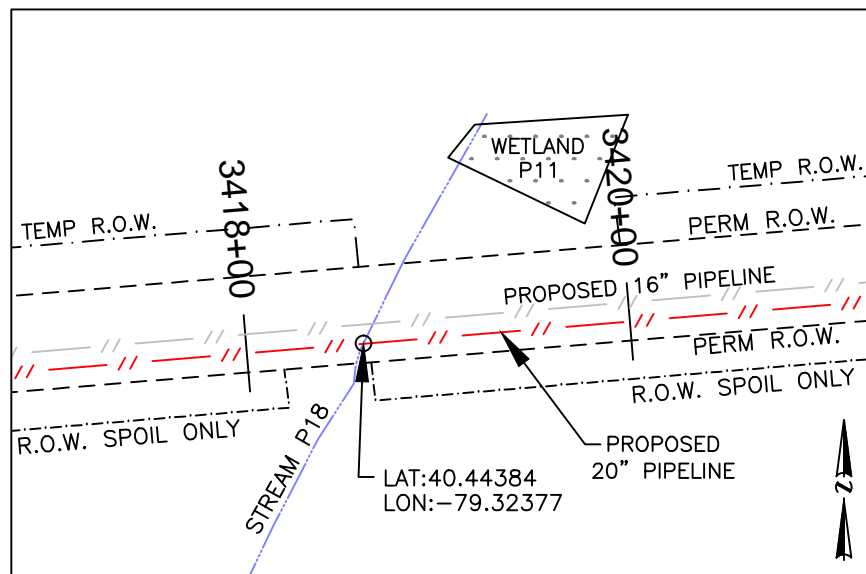 WETLAND
P11
3418+00
3420+00
TEMP R.O.W.
TEMP R.O.W.
PERM R.O.W.
PROPOSED 16" PIPELINE
PERM R.O.W.
R.O.W. SPOIL ONLY
R.O.W. SPOIL ONLY
STREAM P18
PROPOSED
20" PIPELINE
LAT:40.44384
LON:-79.32377
N